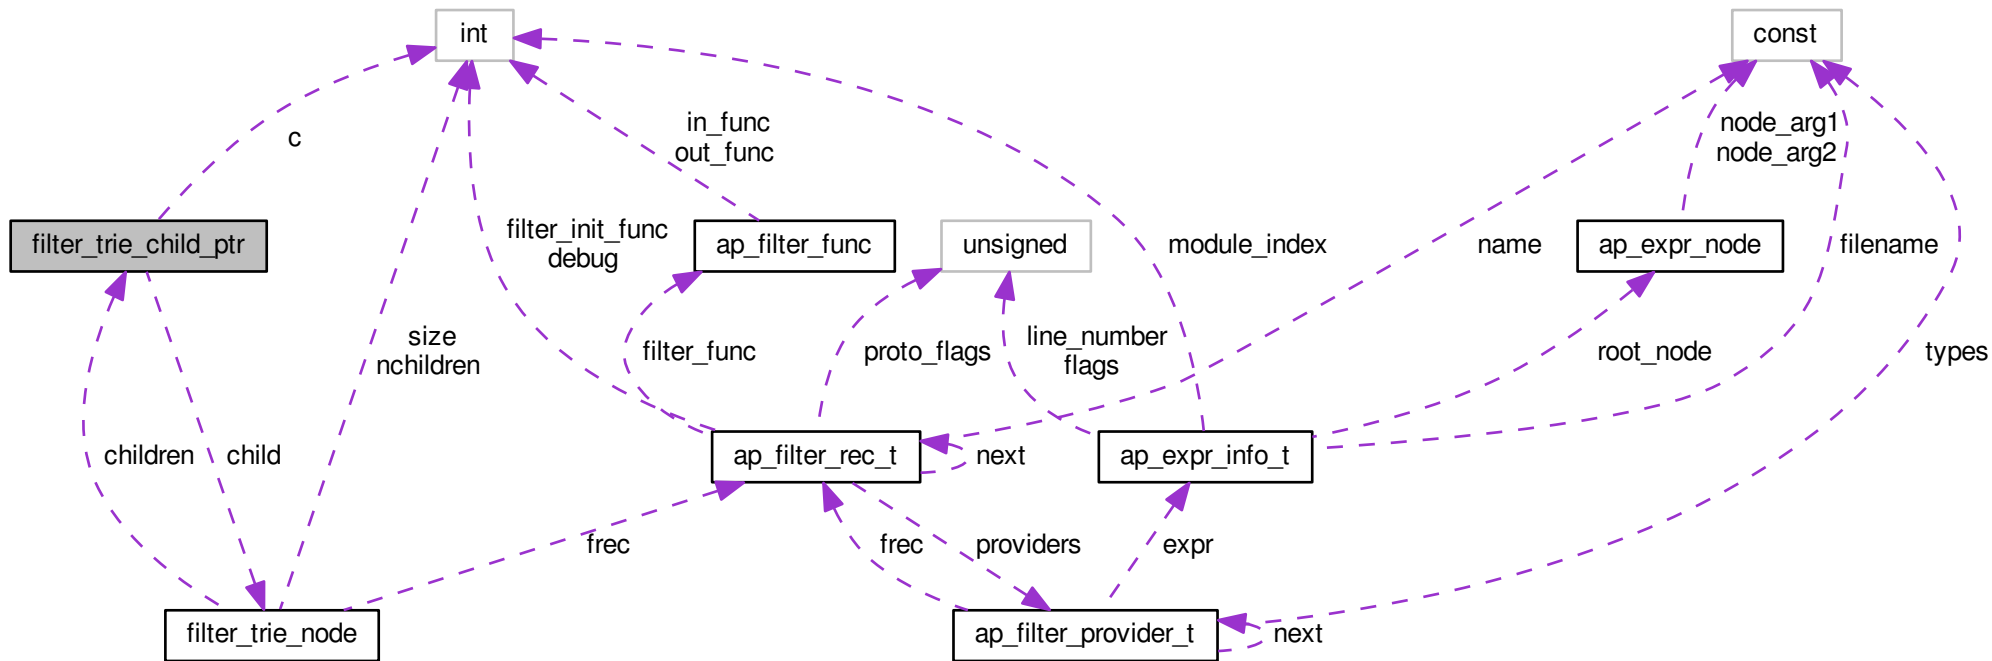 int
const
c
in_func
out_func
node_arg1
node_arg2
filter_trie_child_ptr
filter_init_func
debug
ap_filter_func
unsigned
module_index
name
ap_expr_node
filename
size
nchildren
filter_func
proto_flags
line_number
flags
root_node
types
children
child
ap_filter_rec_t
next
ap_expr_info_t
frec
frec
providers
expr
filter_trie_node
ap_filter_provider_t
next